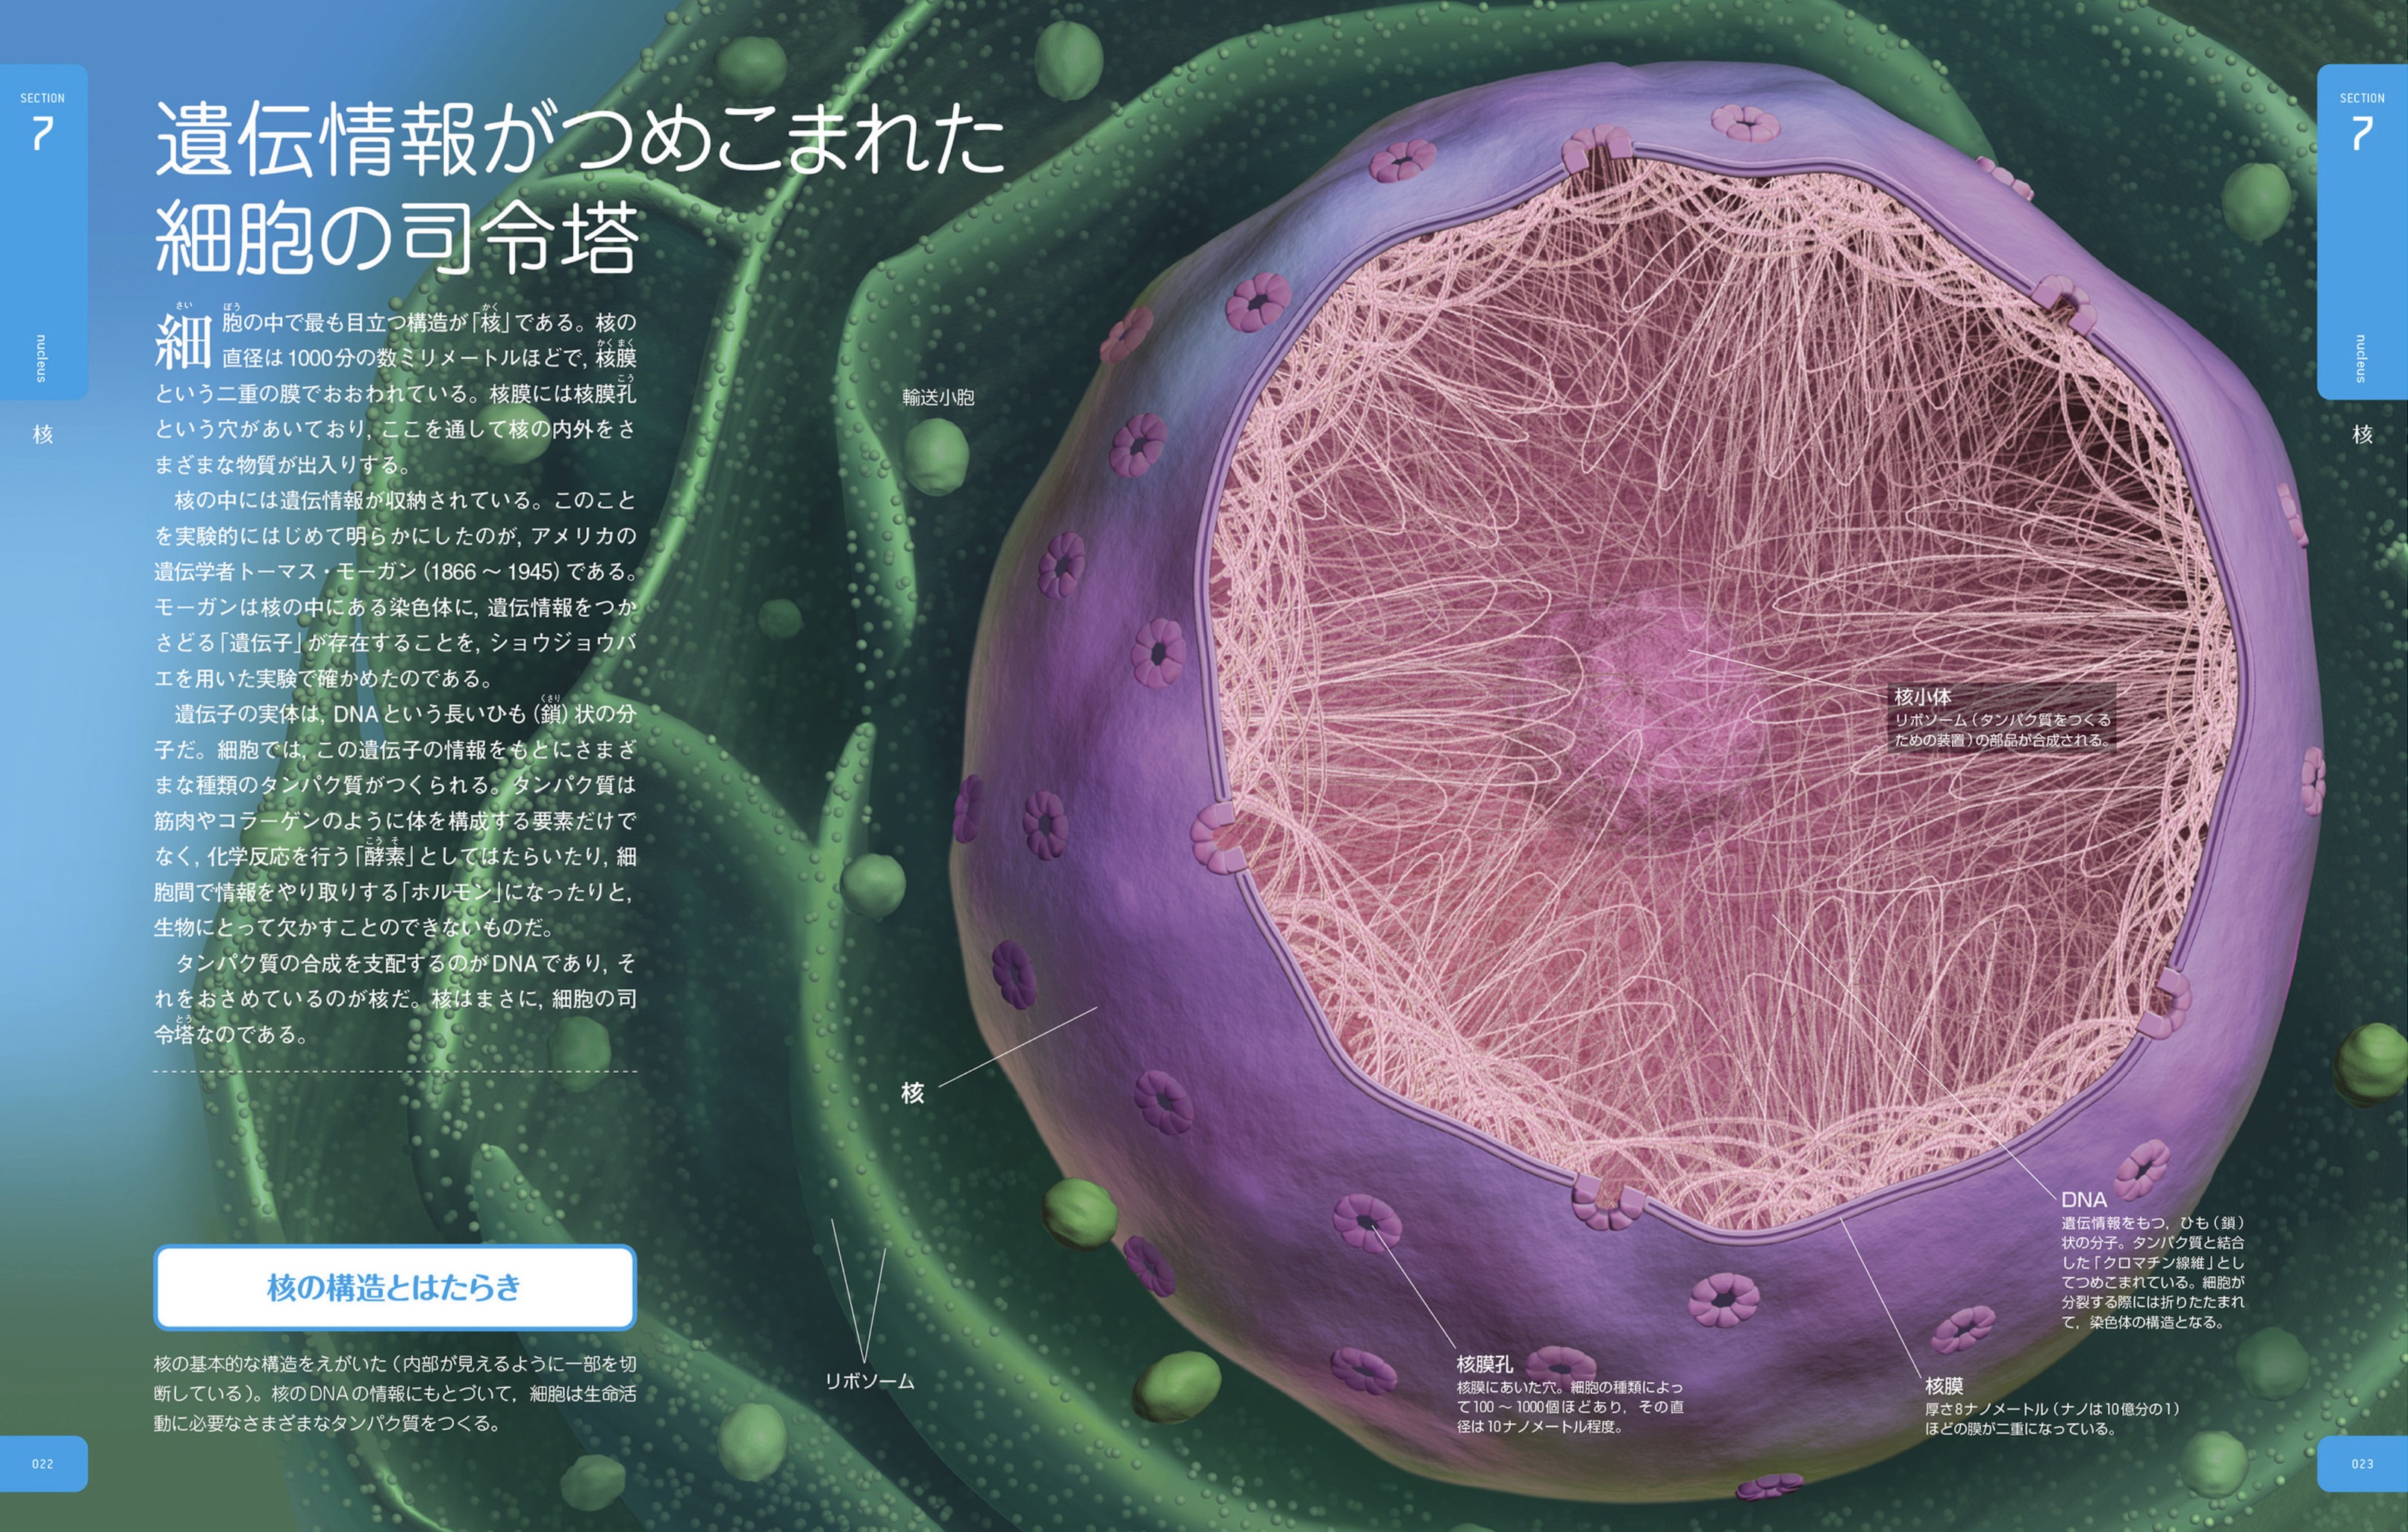 SECTION
7
nucleus
核
遺伝情報がつめこまれた
細胞の司令塔
細胞の中で最も目立つ構造が「核」である。核の
直径は1000分の数ミリメートルほどで, 核膜
という二重の膜でおおわれている。核膜には核膜孔
という穴があいており, ここを通して核の内外をさ
まざまな物質が出入りする。
核の中には遺伝情報が収納されている。このこと
を実験的にはじめて明らかにしたのが, アメリカの
遺伝学者トーマス・モーガン(1866〜1945)である。
モーガンは核の中にある染色体に, 遺伝情報をつか
さどる「遺伝子」が存在することを, ショウジョウバ
エを用いた実験で確かめたのである。
遺伝子の実体は, DNAという長いひも(鎖)状の分
子だ。細胞では, この遺伝子の情報をもとにさまざ
まな種類のタンパク質がつくられる。タンパク質は
筋肉やコラーゲンのように体を構成する要素だけで
なく, 化学反応を行う「酵素」としてはたらいたり, 細
胞間で情報をやり取りする「ホルモン」になったりと,
生物にとって欠かすことのできないものだ。
タンパク質の合成を支配するのがDNAであり, そ
れをおさめているのが核だ。核はまさに, 細胞の司
令塔なのである。
核の構造とはたらき
核の基本的な構造をえがいた(内部が見えるように一部を切
断している)。核のDNAの情報にもとづいて, 細胞は生命活
動に必要なさまざまなタンパク質をつくる。
022
輸送小胞
核
リボソーム
核小体
リボソーム(タンパク質をつくる
ための装置)の部品が合成される。
DNA
遺伝情報をもつ, ひも(鎖)
状の分子。タンパク質と結合
した「クロマチン線維」とし
てつめこまれている。細胞が
分裂する際には折りたたまれ
て, 染色体の構造となる。
核膜孔
核膜にあいた穴。細胞の種類によっ
て100〜1000個ほどあり, その直
径は10ナノメートル程度。
核膜
厚さ8ナノメートル(ナノは10億分の1)
ほどの膜が二重になっている。
SECTION
7
nucleus
核
023